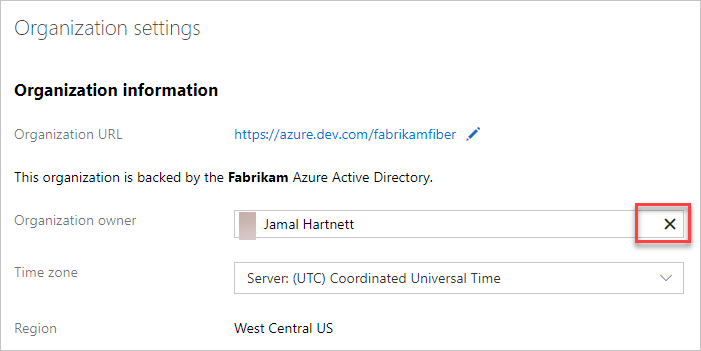 Organization settings
Organization information
Organization URL https://azure.dev.com/fabrikamfiber
This organization is backed by the Fabrikam Azure Active Directory.
Organization owner Jamal Hartnett
Time zone Server: (UTC) Coordinated Universal Time
Region West Central US